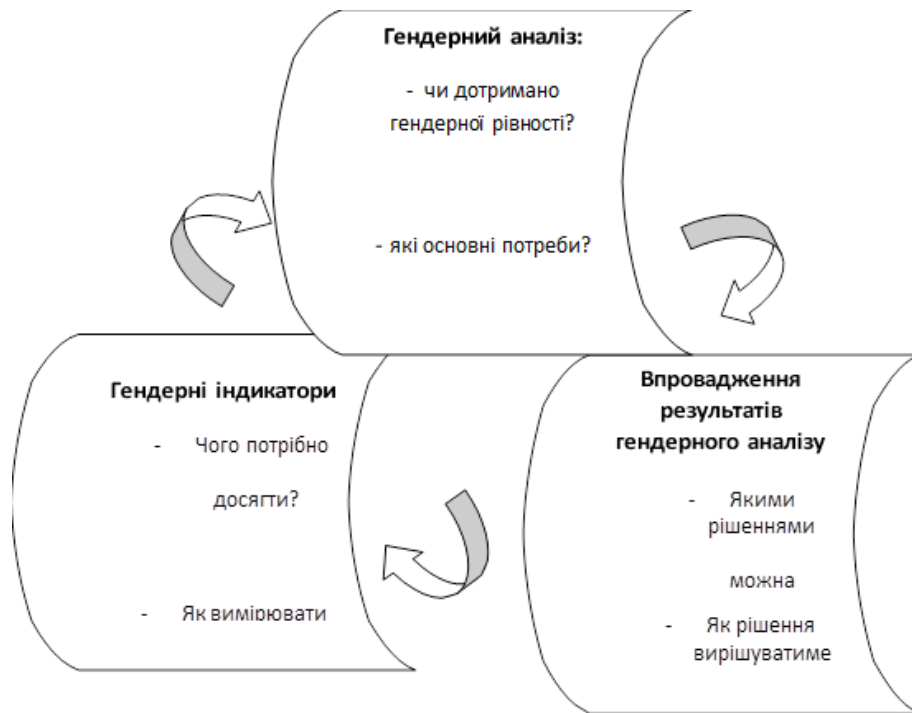 Гендерний аналіз:
- чи дотримано
гендерної рівності?
- які основні потреби?
Гендерні індикатори
- Чого потрібно
досягти?
- Як вимірювати
Впровадження
результатів
гендерного аналізу
- Якими
рішеннями
можна
- Як рішення
вирішуватиме